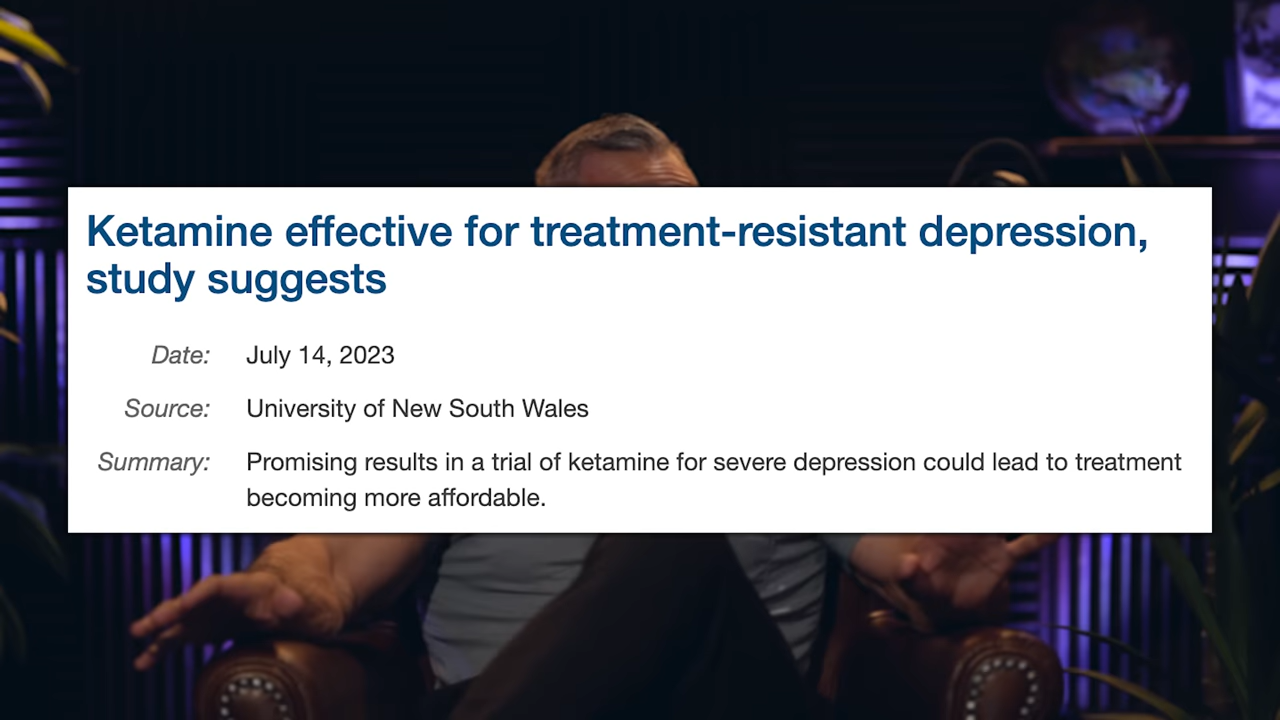 Ketamine effective for treatment-resistant depression,
study suggests
Date: July 14, 2023
Source: University of New South Wales
Summary: Promising results in a trial of ketamine for severe depression could lead to treatment
becoming more affordable.